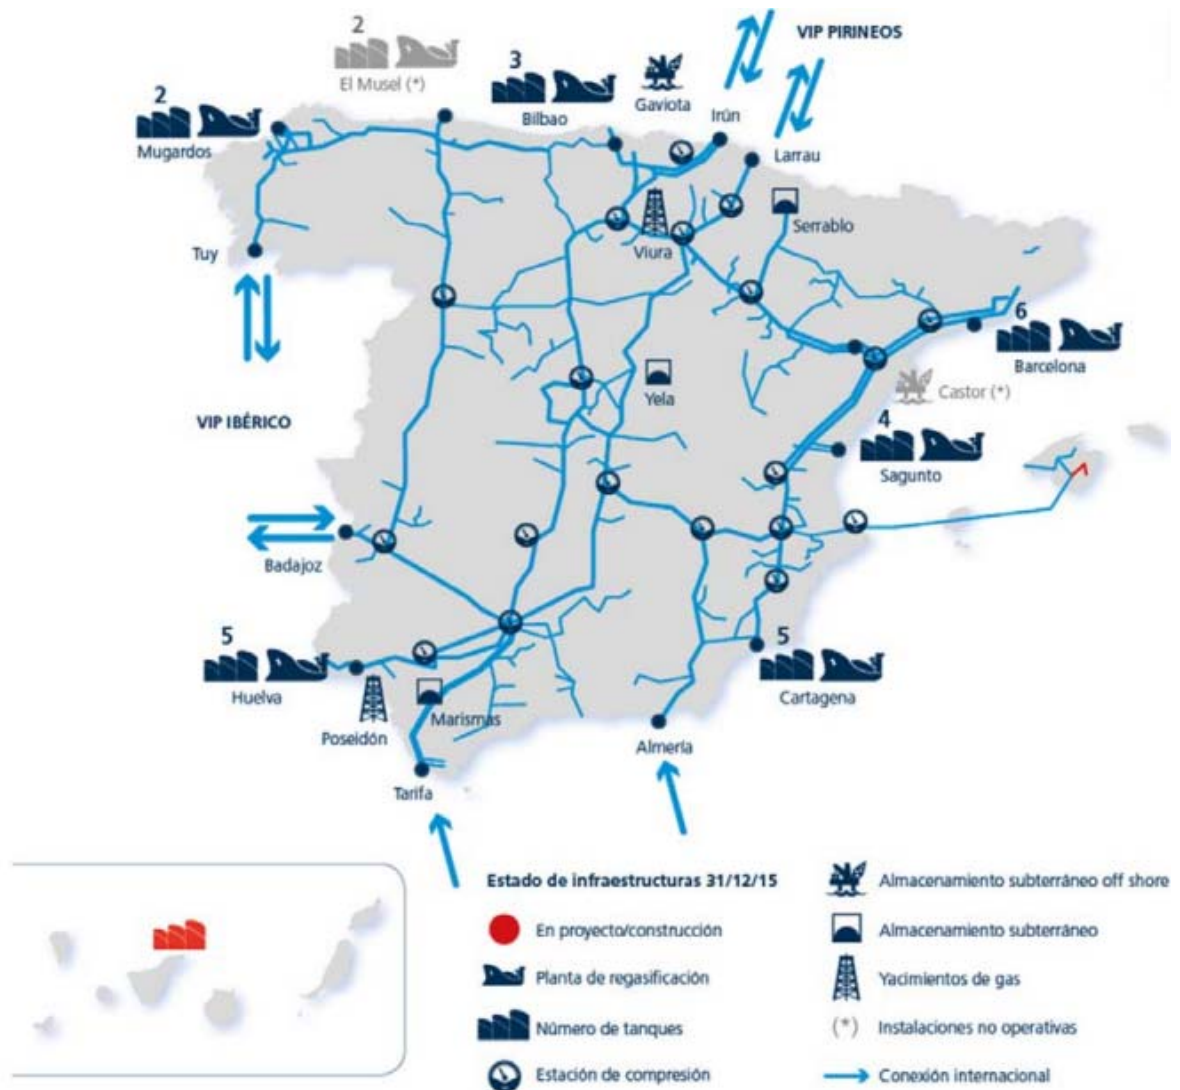 VIP PIRINEOS
2
El Musel (*)
3
Bilbao
Gaviota
Irún
2
Mugardos
Larrau
Serrablo
Tuy
Viura
6
Barcelona
Yela
Castor (*)
VIP IBÉRICO
4
Sagunto
Badajoz
5
Huelva
5
Cartagena
Poseidón
Marismas
Almería
Tarifa
Estado de infraestructuras 31/12/15
En proyecto/construcción
Planta de regasificación
Número de tanques
Estación de compresión
Almacenamiento subterráneo off shore
Almacenamiento subterráneo
Yacimientos de gas
(*) Instalaciones no operativas
Conexión internacional